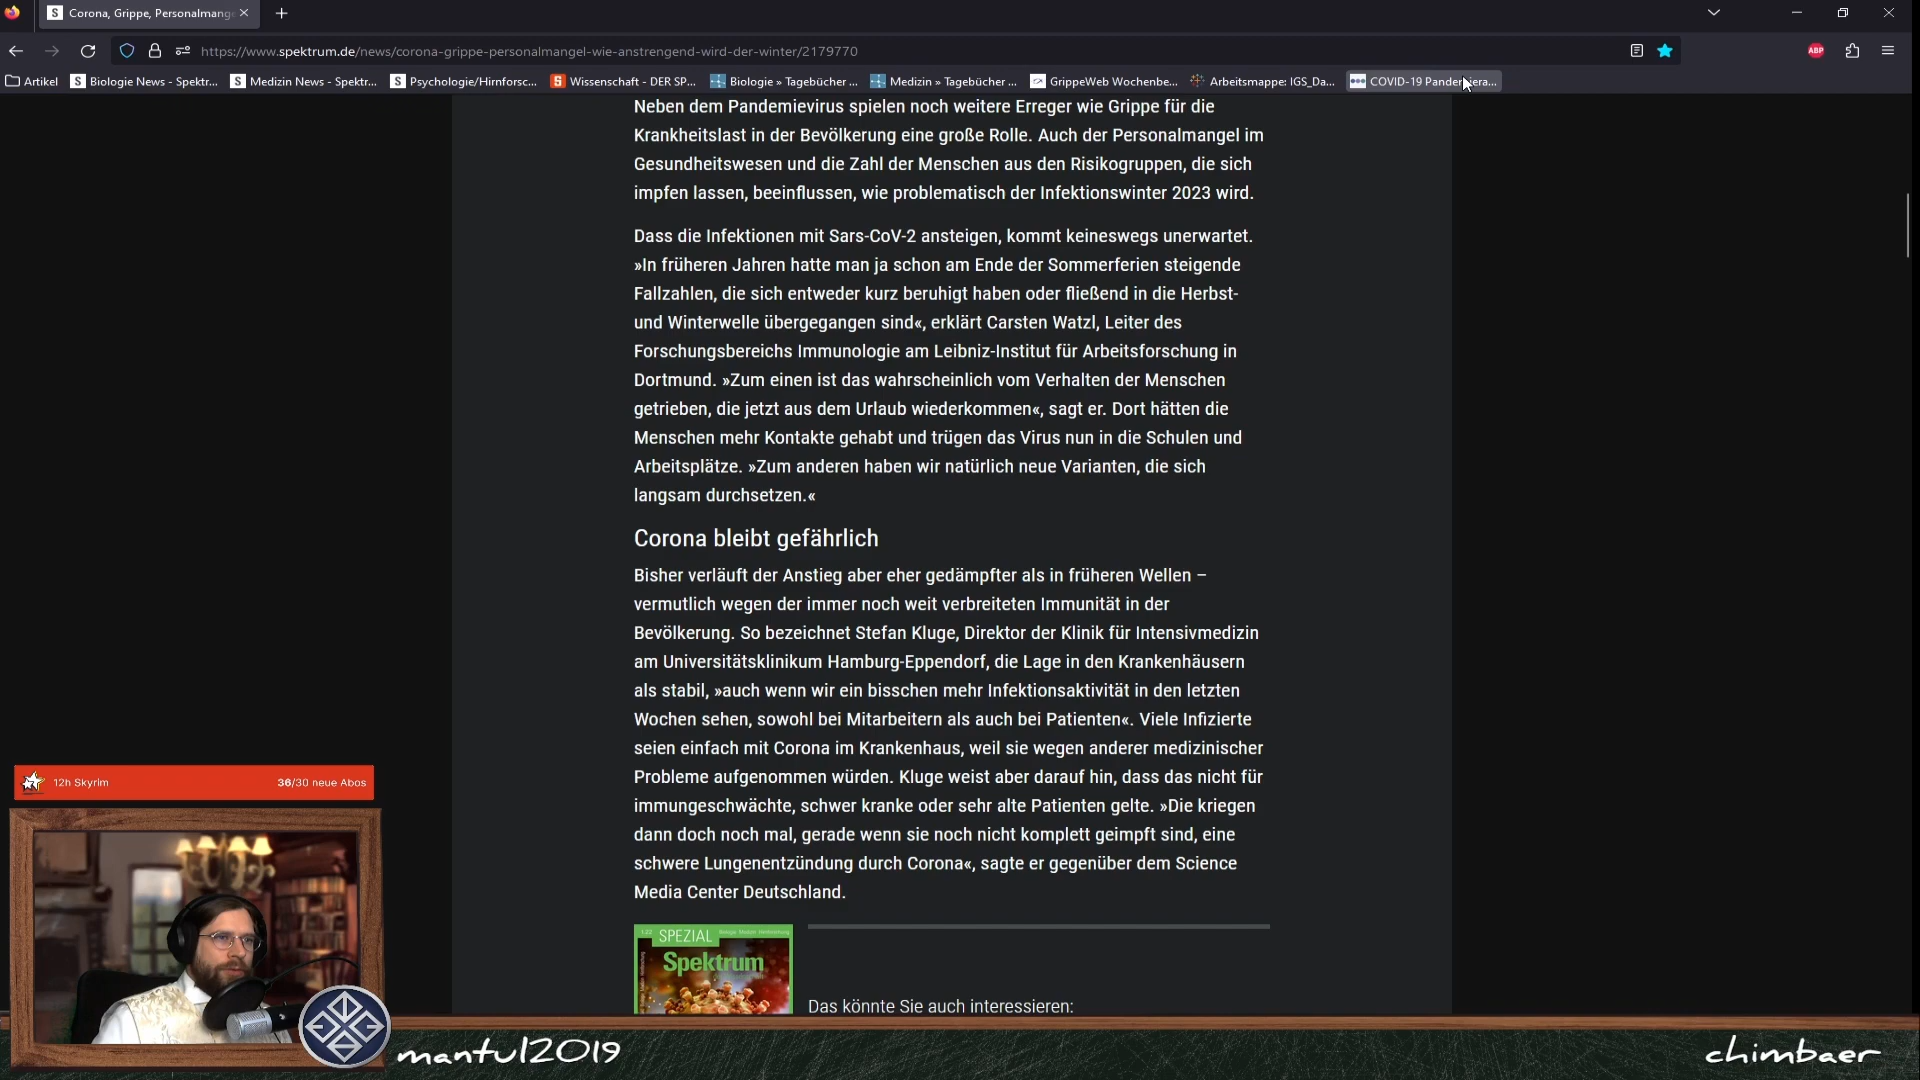 Corona, Grippe, Personalmange
https://www.spektrum.de/news/corona-grippe-personalmangel-wie-anstrengend-wird-der-winter/2179770
ABP
Artikel
S Biologie News - Spektr...
S Medizin News - Spektr...
S Psychologie/Hirnforsc...
Wissenschaft - DER SP...
Biologie » Tagebücher ...
Medizin » Tagebücher ...
GrippeWeb Wochenbe...
Arbeitsmappe: IGS_Da...
COVID-19 Pandemiera...
Neben dem Pandemievirus spielen noch weitere Erreger wie Grippe für die
Krankheitslast in der Bevölkerung eine große Rolle. Auch der Personalmangel im
Gesundheitswesen und die Zahl der Menschen aus den Risikogruppen, die sich
impfen lassen, beeinflussen, wie problematisch der Infektionswinter 2023 wird.
Dass die Infektionen mit Sars-CoV-2 ansteigen, kommt keineswegs unerwartet.
»In früheren Jahren hatte man ja schon am Ende der Sommerferien steigende
Fallzahlen, die sich entweder kurz beruhigt haben oder fließend in die Herbst-
und Winterwelle übergegangen sind«, erklärt Carsten Watzl, Leiter des
Forschungsbereichs Immunologie am Leibniz-Institut für Arbeitsforschung in
Dortmund. »Zum einen ist das wahrscheinlich vom Verhalten der Menschen
getrieben, die jetzt aus dem Urlaub wiederkommen«, sagt er. Dort hätten die
Menschen mehr Kontakte gehabt und trügen das Virus nun in die Schulen und
Arbeitsplätze. »Zum anderen haben wir natürlich neue Varianten, die sich
langsam durchsetzen.«
Corona bleibt gefährlich
Bisher verläuft der Anstieg aber eher gedämpfter als in früheren Wellen –
vermutlich wegen der immer noch weit verbreiteten Immunität in der
Bevölkerung. So bezeichnet Stefan Kluge, Direktor der Klinik für Intensivmedizin
am Universitätsklinikum Hamburg-Eppendorf, die Lage in den Krankenhäusern
als stabil, »auch wenn wir ein bisschen mehr Infektionsaktivität in den letzten
Wochen sehen, sowohl bei Mitarbeitern als auch bei Patienten«. Viele Infizierte
seien einfach mit Corona im Krankenhaus, weil sie wegen anderer medizinischer
Probleme aufgenommen würden. Kluge weist aber darauf hin, dass das nicht für
immungeschwächte, schwer kranke oder sehr alte Patienten gelte. »Die kriegen
dann doch noch mal, gerade wenn sie noch nicht komplett geimpft sind, eine
schwere Lungenentzündung durch Corona«, sagte er gegenüber dem Science
Media Center Deutschland.
1.22 SPEZIAL Biologie Medizin Hirnforschung
Spektrum
Das könnte Sie auch interessieren:
12h Skyrim 36/30 neue Abos
mantul2019
chimbaer